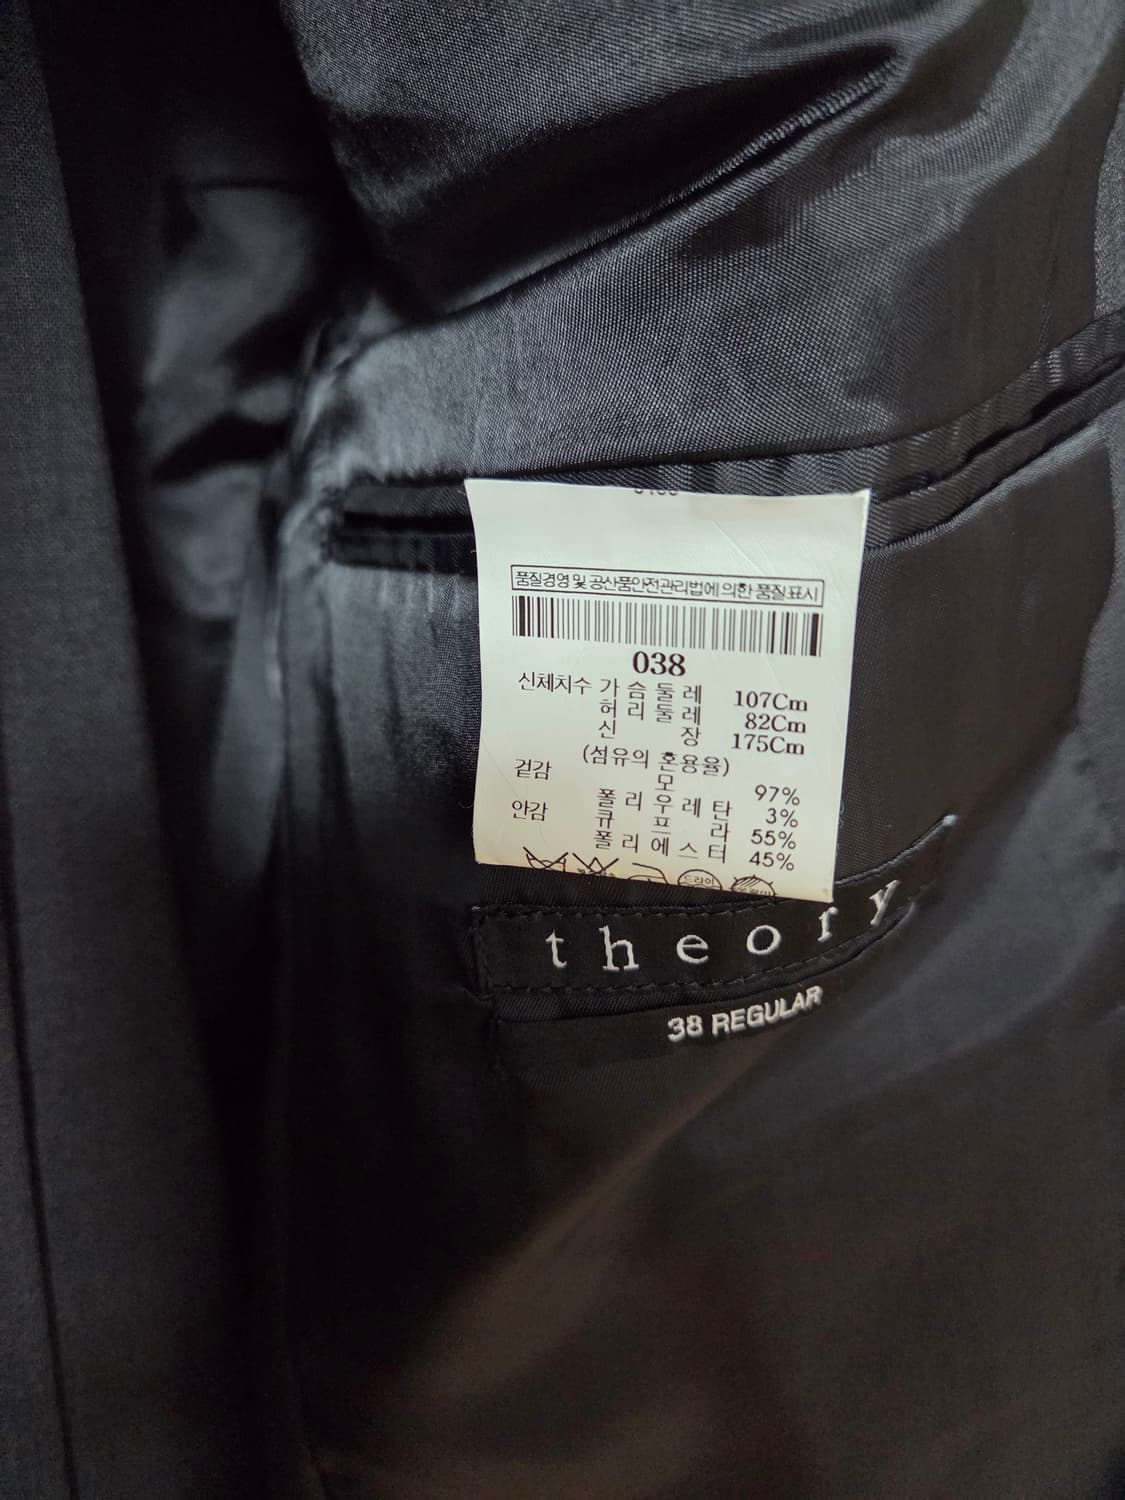 품질경영 및 공산품안전관리법에 의한 품질표시
038
신체치수 가슴둘레 107Cm
허리둘레 82Cm
신장 175Cm
(섬유의 혼용율)
겉감 모 97%
폴리우레탄 3%
안감 큐프라 55%
폴리에스터 45%
드라이
theory
38 REGULAR